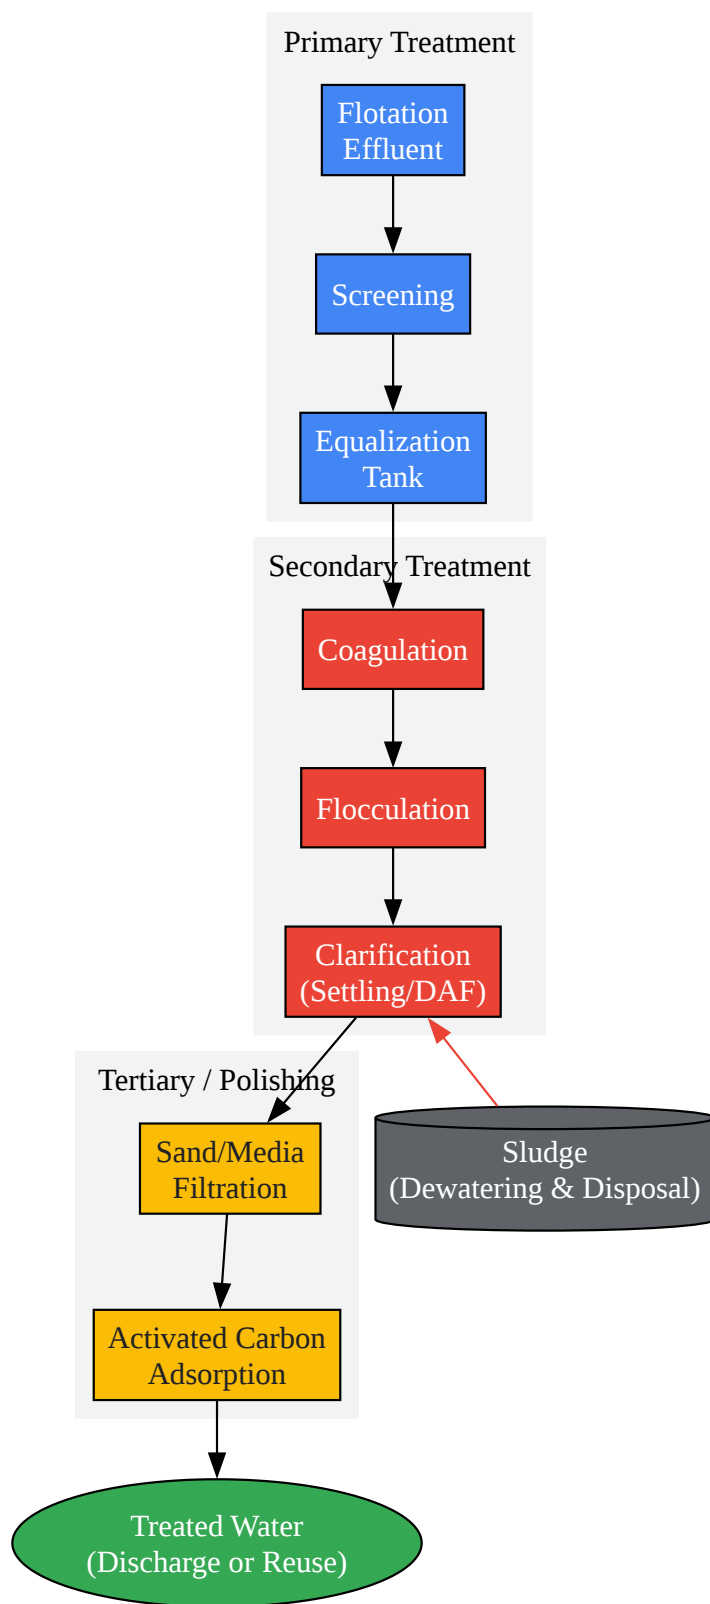 Primary Treatment
Flotation
Effluent
Screening
Equalization
Tank
Secondary Treatment
Coagulation
Flocculation
Clarification
(Settling/DAF)
Tertiary / Polishing
Sand/Media
Filtration
Sludge
(Dewatering & Disposal)
Activated Carbon
Adsorption
Treated Water
(Discharge or Reuse)